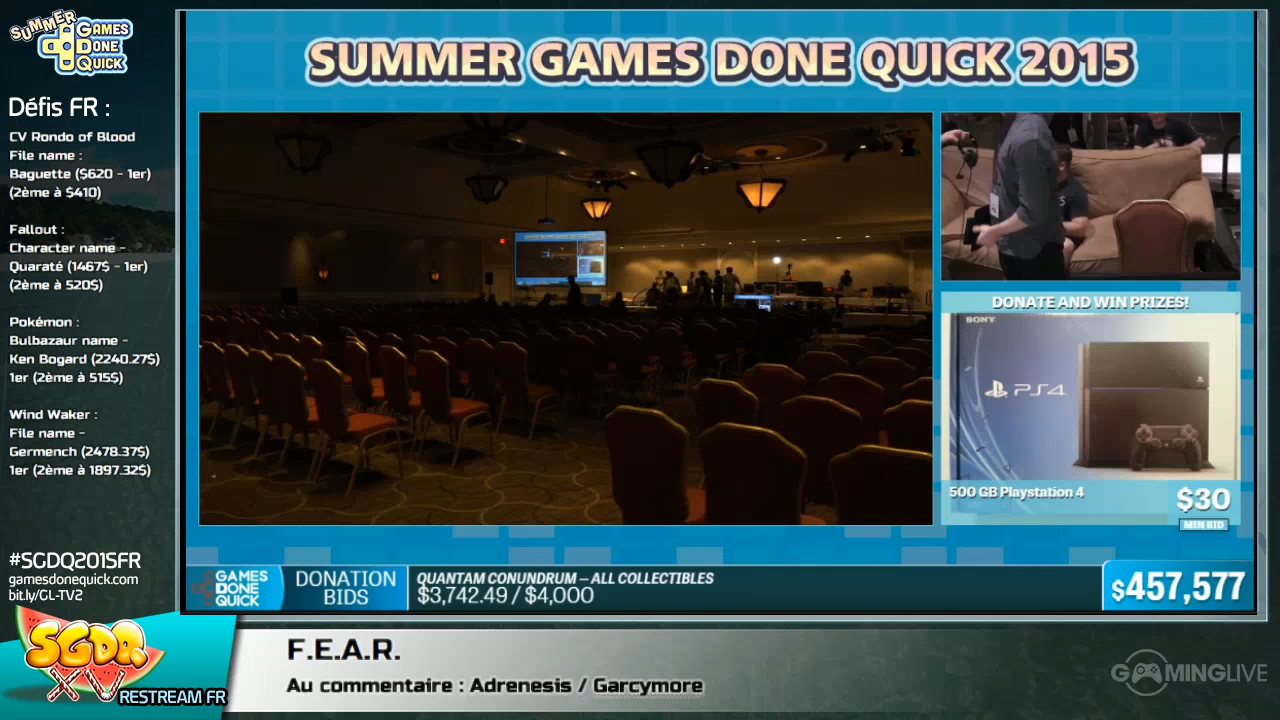 SUMMER
GAMES
DONE
QUICK
Défis FR :
CV Rondo of Blood
File name :
Baguette ($620 - 1er)
(2ème à $410)
Fallout :
Character name -
Quaraté (1467$ - 1er)
(2ème à 520$)
Pokémon :
Bulbazaur name -
Ken Bogard (2240.27$)
1er (2ème à 515$)
Wind Waker :
File name -
Germench (2478.37$)
1er (2ème à 1897.32$)
#SGDQ2015FR
gamesdonequick.com
bit.ly/GL-TV2
SGDQ
XV
RESTREAM FR
SUMMER GAMES DONE QUICK 2015
DONATE AND WIN PRIZES!
SONY
PS4
500 GB Playstation 4
$30
MIN BID
GAMES
DONE
QUICK
DONATION
BIDS
QUANTAM CONUNDRUM – ALL COLLECTIBLES
$3,742.49 / $4,000
$457,577
F.E.A.R.
Au commentaire : Adrenesis / Garcymore
GAMINGLIVE